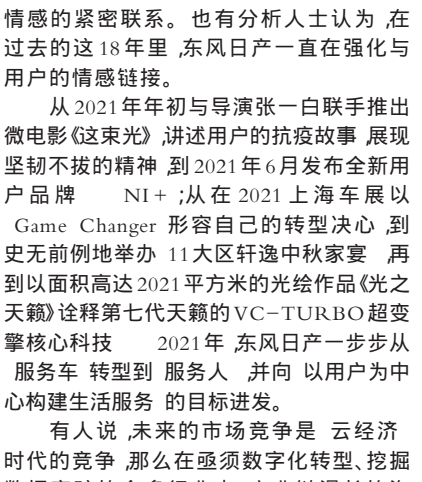 情感的紧密联系。也有分析人士认为,在
过去的这18年里,东风日产一直在强化与
用户的情感链接。
从2021年年初与导演张一白联手推出
微电影《这束光》,讲述用户的抗疫故事,展现
坚韧不拔的精神,到2021年6月发布全新用
户品牌 NI+;从在2021上海车展以
Game Changer 形容自己的转型决心,到
史无前例地举办 11大区轩逸中秋家宴 ,再
到以面积高达2021平方米的光绘作品《光之
天籁》诠释第七代天籁的VC-TURBO超变
擎核心科技 2021年,东风日产一步步从
服务车 转型到 服务人 ,并向 以用户为中
心构建生活服务 的目标进发。
有人说,未来的市场竞争是 云经济
时代的竞争,那么在亟须数字化转型、挖掘